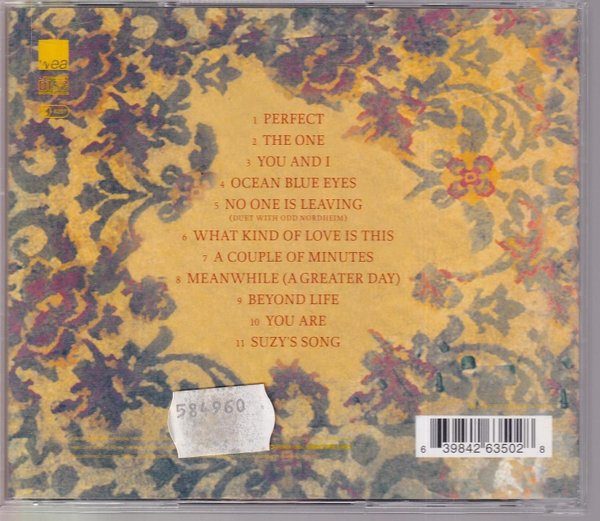 wea
1 PERFECT
2 THE ONE
3 YOU AND I
4 OCEAN BLUE EYES
5 NO ONE IS LEAVING
(DUET WITH ODD NORDHEIM)
6 WHAT KIND OF LOVE IS THIS
7 A COUPLE OF MINUTES
8 MEANWHILE (A GREATER DAY)
9 BEYOND LIFE
10 YOU ARE
11 SUZY'S SONG
584960
6 39842 63502 8